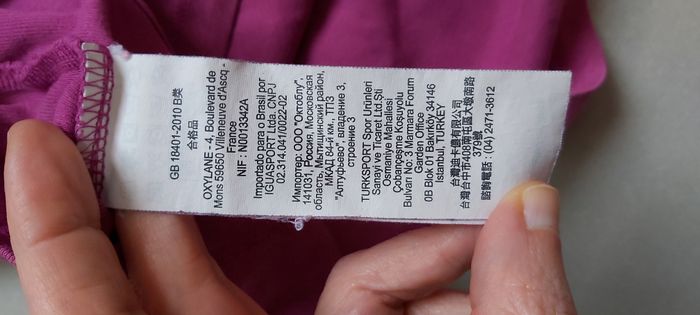 GB 18401-2010 B类
合格品
OXYLANE - 4, Boulevard de
Mons 59650 Villeneuve d'Ascq -
France
NIF : N0013342A
Importado para o Brasil por
IGUASPORT Ltda. CNPJ
02.314.041/0022-02
Импортер: ООО "Октоблу",
141031, Россия, Московская
область, Мытищинский район,
МКАД 84-й км., ТПЗ
"Алтуфьево", владение 3,
строение 3
TURKSPORT Spor Ürünleri
Sanayi ve Ticaret Ltd.Sti
Osmaniye Mahallesi
Çobançeşme Koşuyolu
Bulvarı No: 3 Marmara Forum
Garden Office
0B Blok 01 Bakırköy 34146
Istanbul, TURKEY
台灣迪卡儂有限公司
台灣台中市408南屯區大墩南路
379號
諮詢電話 : (04) 2471-3612